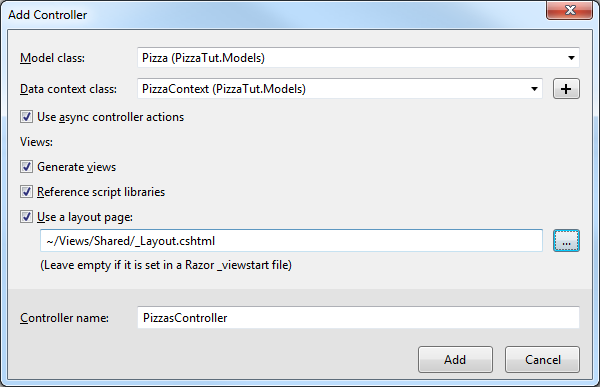 Add Controller
Model class: Pizza (PizzaTut.Models)
Data context class: PizzaContext (PizzaTut.Models) +
Use async controller actions
Views:
Generate views
Reference script libraries
Use a layout page:
~/Views/Shared/_Layout.cshtml ...
(Leave empty if it is set in a Razor _viewstart file)
Controller name: PizzasController
Add Cancel